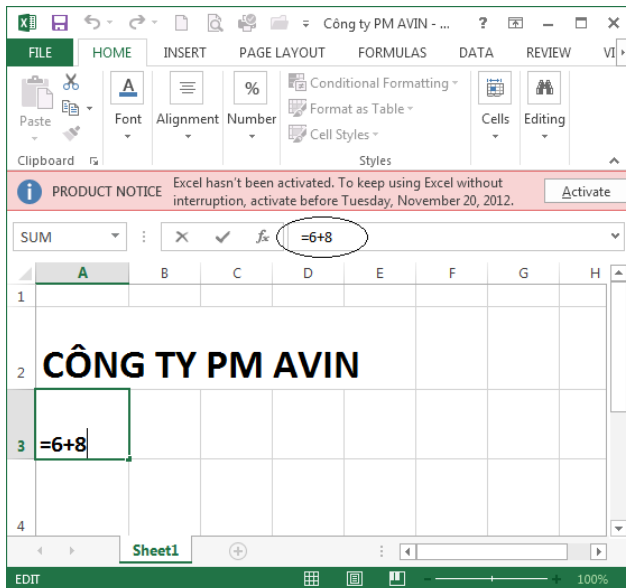 Công ty PM AVIN - ...
FILE HOME INSERT PAGE LAYOUT FORMULAS DATA REVIEW VI
Paste
Font
Alignment
Number
%
A
Conditional Formatting
Format as Table
Cell Styles
Cells
Editing
Clipboard
Styles
PRODUCT NOTICE
Excel hasn't been activated. To keep using Excel without
interruption, activate before Tuesday, November 20, 2012.
Activate
SUM
fx
=6+8
A B C D E F G H
1
2
CÔNG TY PM AVIN
3
=6+8
4
Sheet1
EDIT
100%